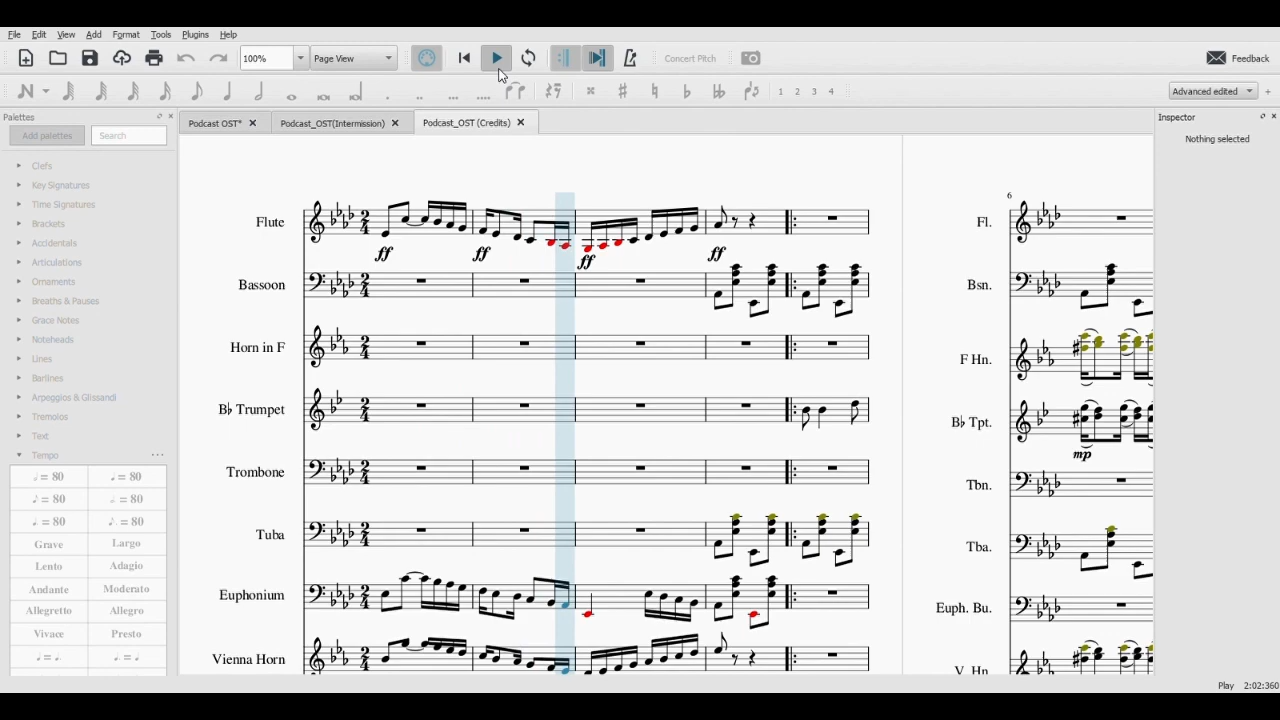 File Edit View Add Format Tools Plugins Help
100% Page View Concert Pitch Feedback
1 2 3 4 Advanced edited +
Palettes
Add palettes Search
Clefs
Key Signatures
Time Signatures
Brackets
Accidentals
Articulations
Ornaments
Breaths & Pauses
Grace Notes
Noteheads
Lines
Barlines
Arpeggios & Glissandi
Tremolos
Text
Tempo ...
= 80 = 80
= 80 = 80
= 80 = 80
Grave Largo
Lento Adagio
Andante Moderato
Allegretto Allegro
Vivace Presto
Podcast OST* Podcast_OST(Intermission) Podcast_OST (Credits)
Flute
ff ff ff ff
Bassoon
Horn in F
B♭ Trumpet
Trombone
Tuba
Euphonium
Vienna Horn
6
Fl.
Bsn.
F Hn.
B♭ Tpt.
mp
Tbn.
Tba.
Euph. Bu.
V. Hn.
Inspector
Nothing selected
Play 2:02:360